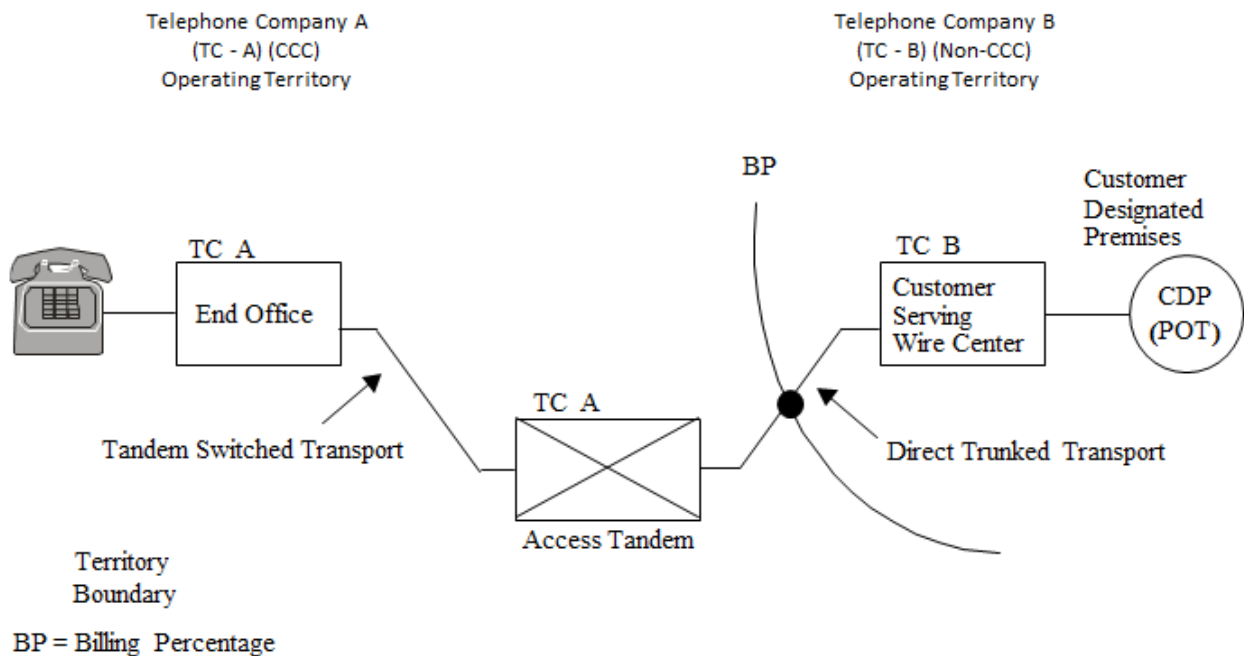 Telephone Company A
(TC - A) (CCC)
Operating Territory
Telephone Company B
(TC - B) (Non-CCC)
Operating Territory
BP
Customer
Designated
Premises
TC A
End Office
TC B
Customer
Serving
Wire Center
CDP
(POT)
TC A
Tandem Switched Transport
Direct Trunked Transport
Access Tandem
Territory
Boundary
BP = Billing Percentage